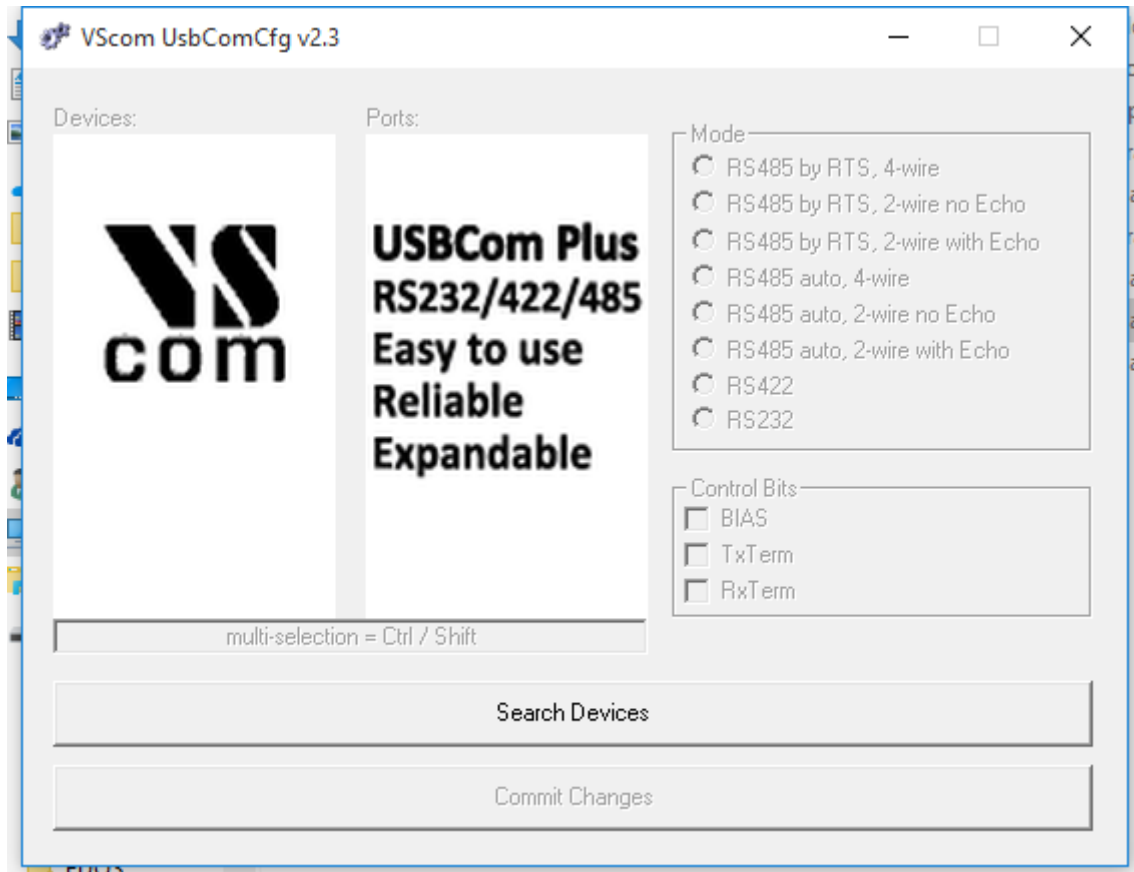 VScom UsbComCfg v2.3
Devices:
Ports:
VS
com
USBCom Plus
RS232/422/485
Easy to use
Reliable
Expandable
multi-selection = Ctrl / Shift
Mode
RS485 by RTS, 4-wire
RS485 by RTS, 2-wire no Echo
RS485 by RTS, 2-wire with Echo
RS485 auto, 4-wire
RS485 auto, 2-wire no Echo
RS485 auto, 2-wire with Echo
RS422
RS232
Control Bits
BIAS
TxTerm
RxTerm
Search Devices
Commit Changes